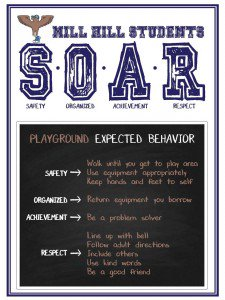 MILL HILL STUDENTS
S·O·A·R
SAFETY ORGANIZED ACHIEVEMENT RESPECT
PLAYGROUND EXPECTED BEHAVIOR
SAFETY → Walk until you get to play area
Use equipment appropriately
Keep hands and feet to self
ORGANIZED → Return equipment you borrow
ACHIEVEMENT → Be a problem solver
RESPECT → Line up with bell
Follow adult directions
Include others
Use kind words
Be a good friend